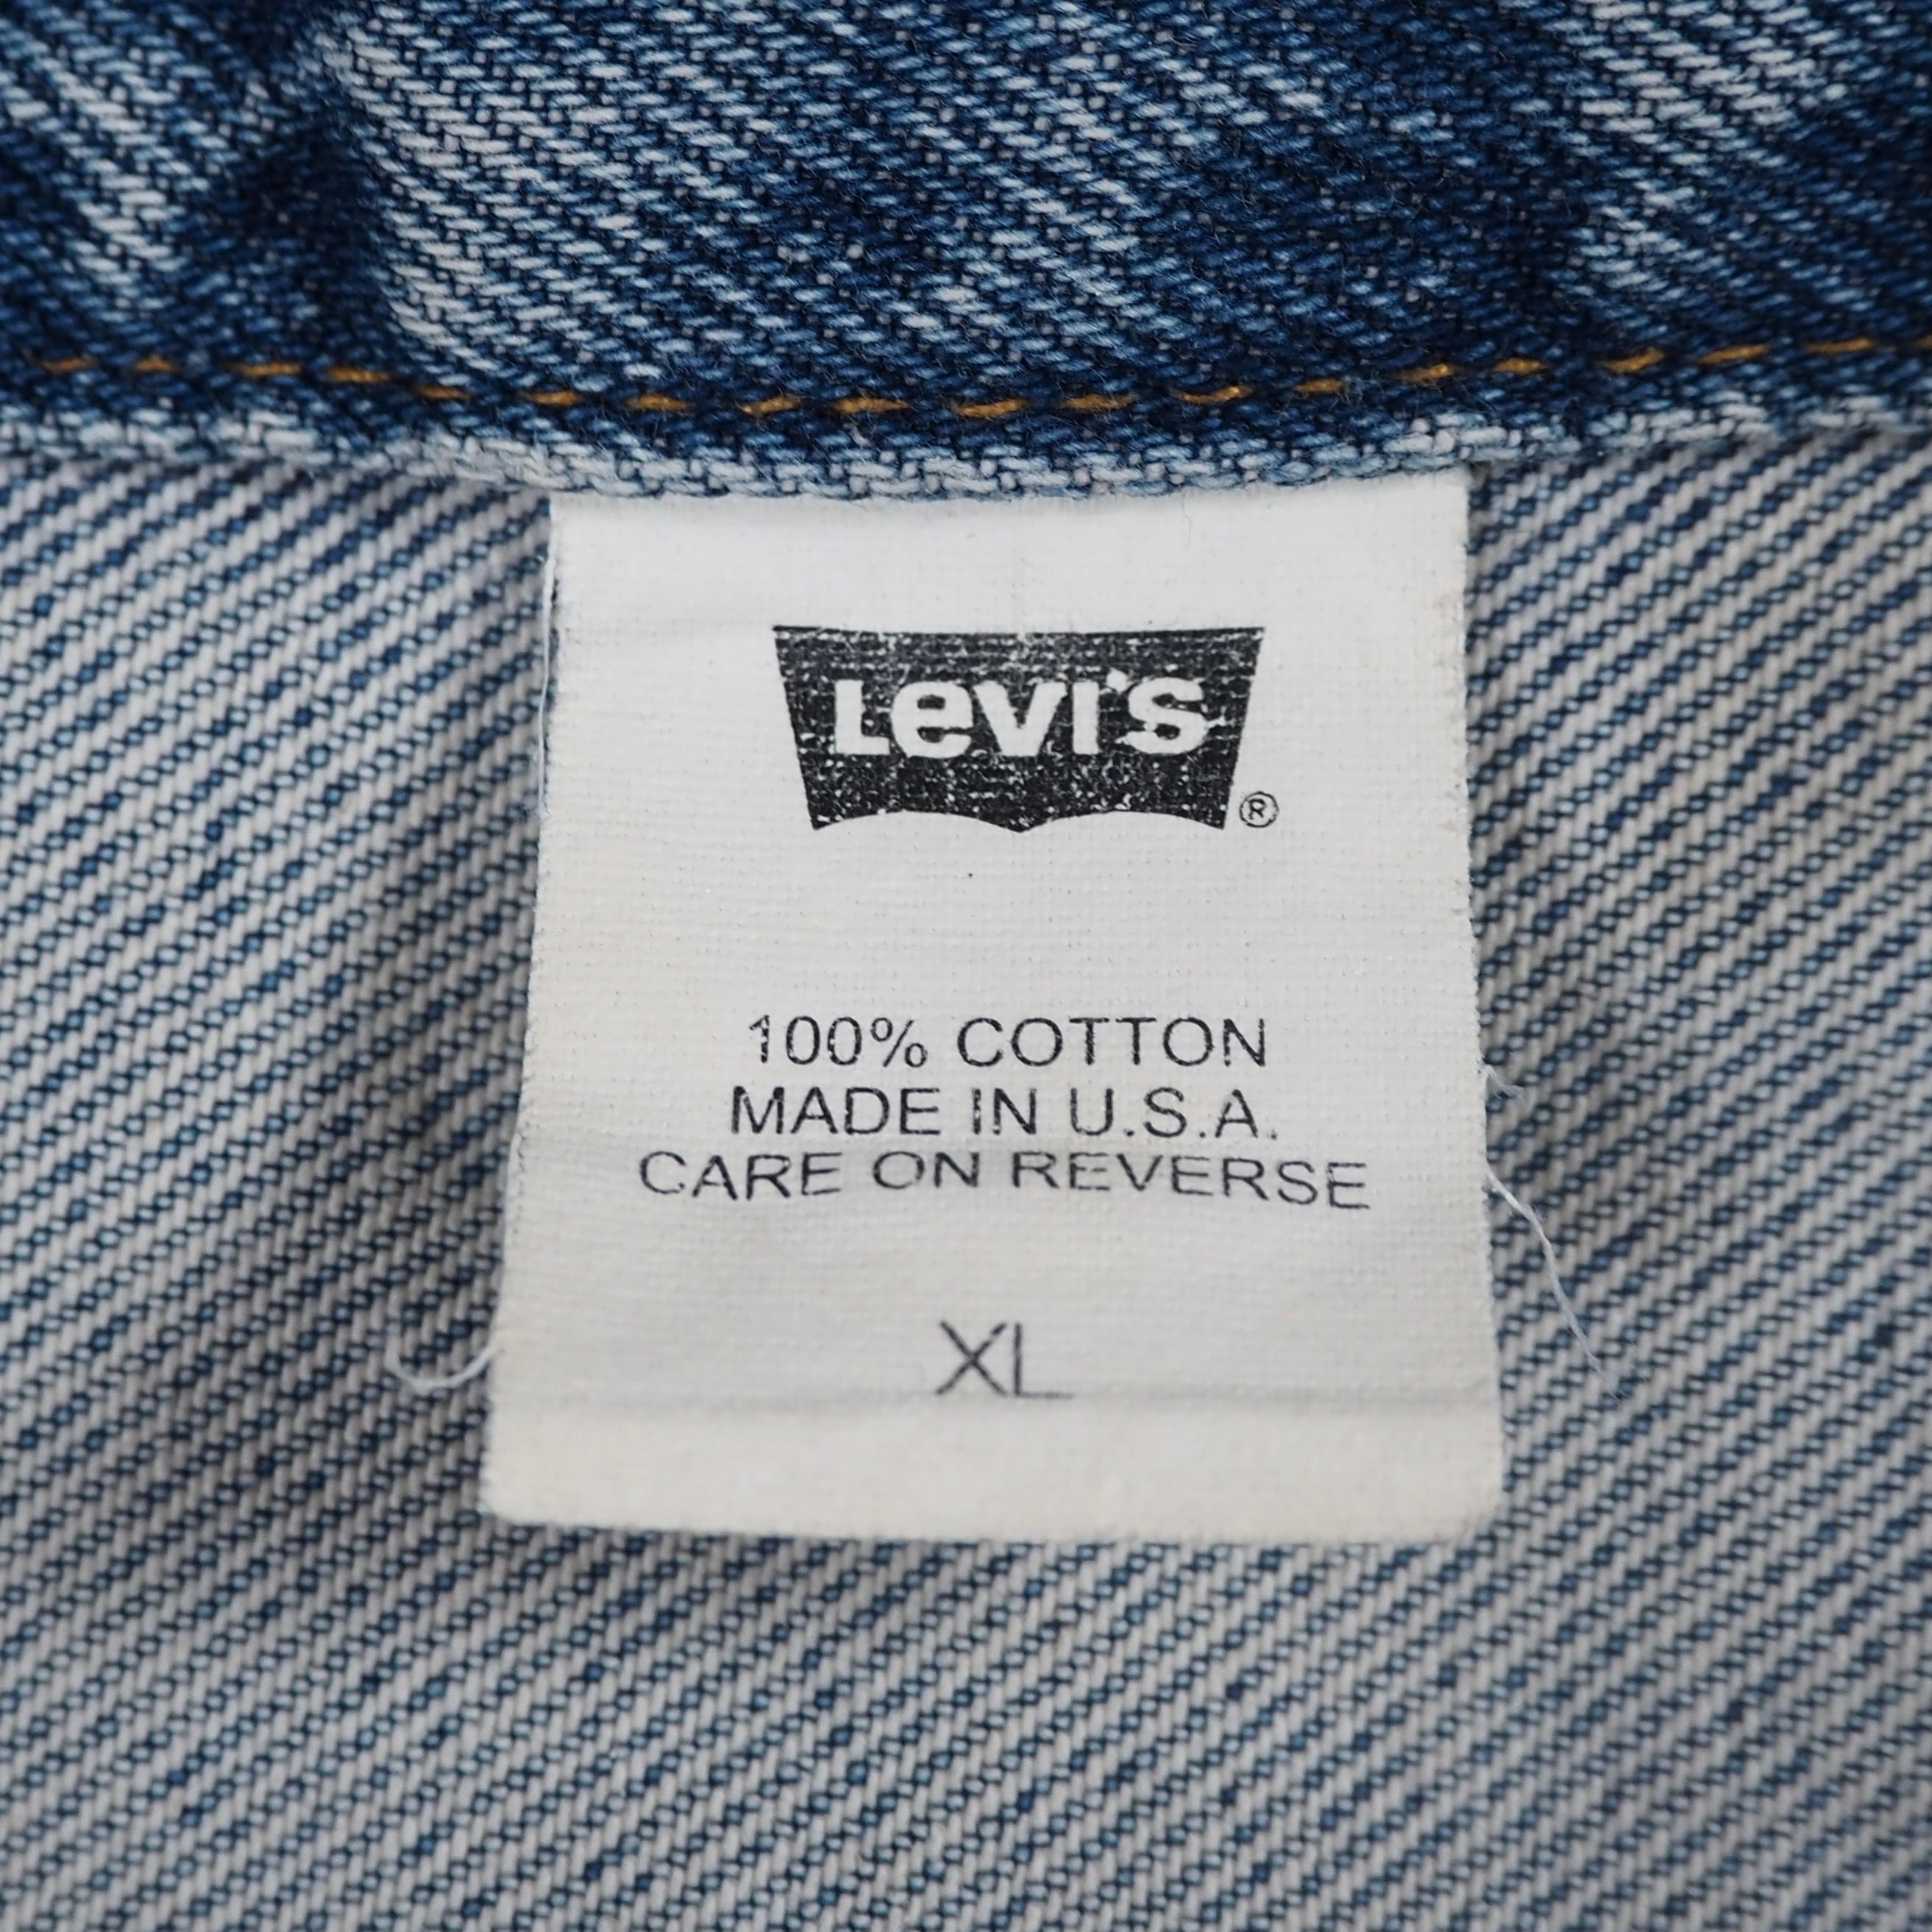 Levi's
®
100% COTTON
MADE IN U.S.A.
CARE ON REVERSE
XL